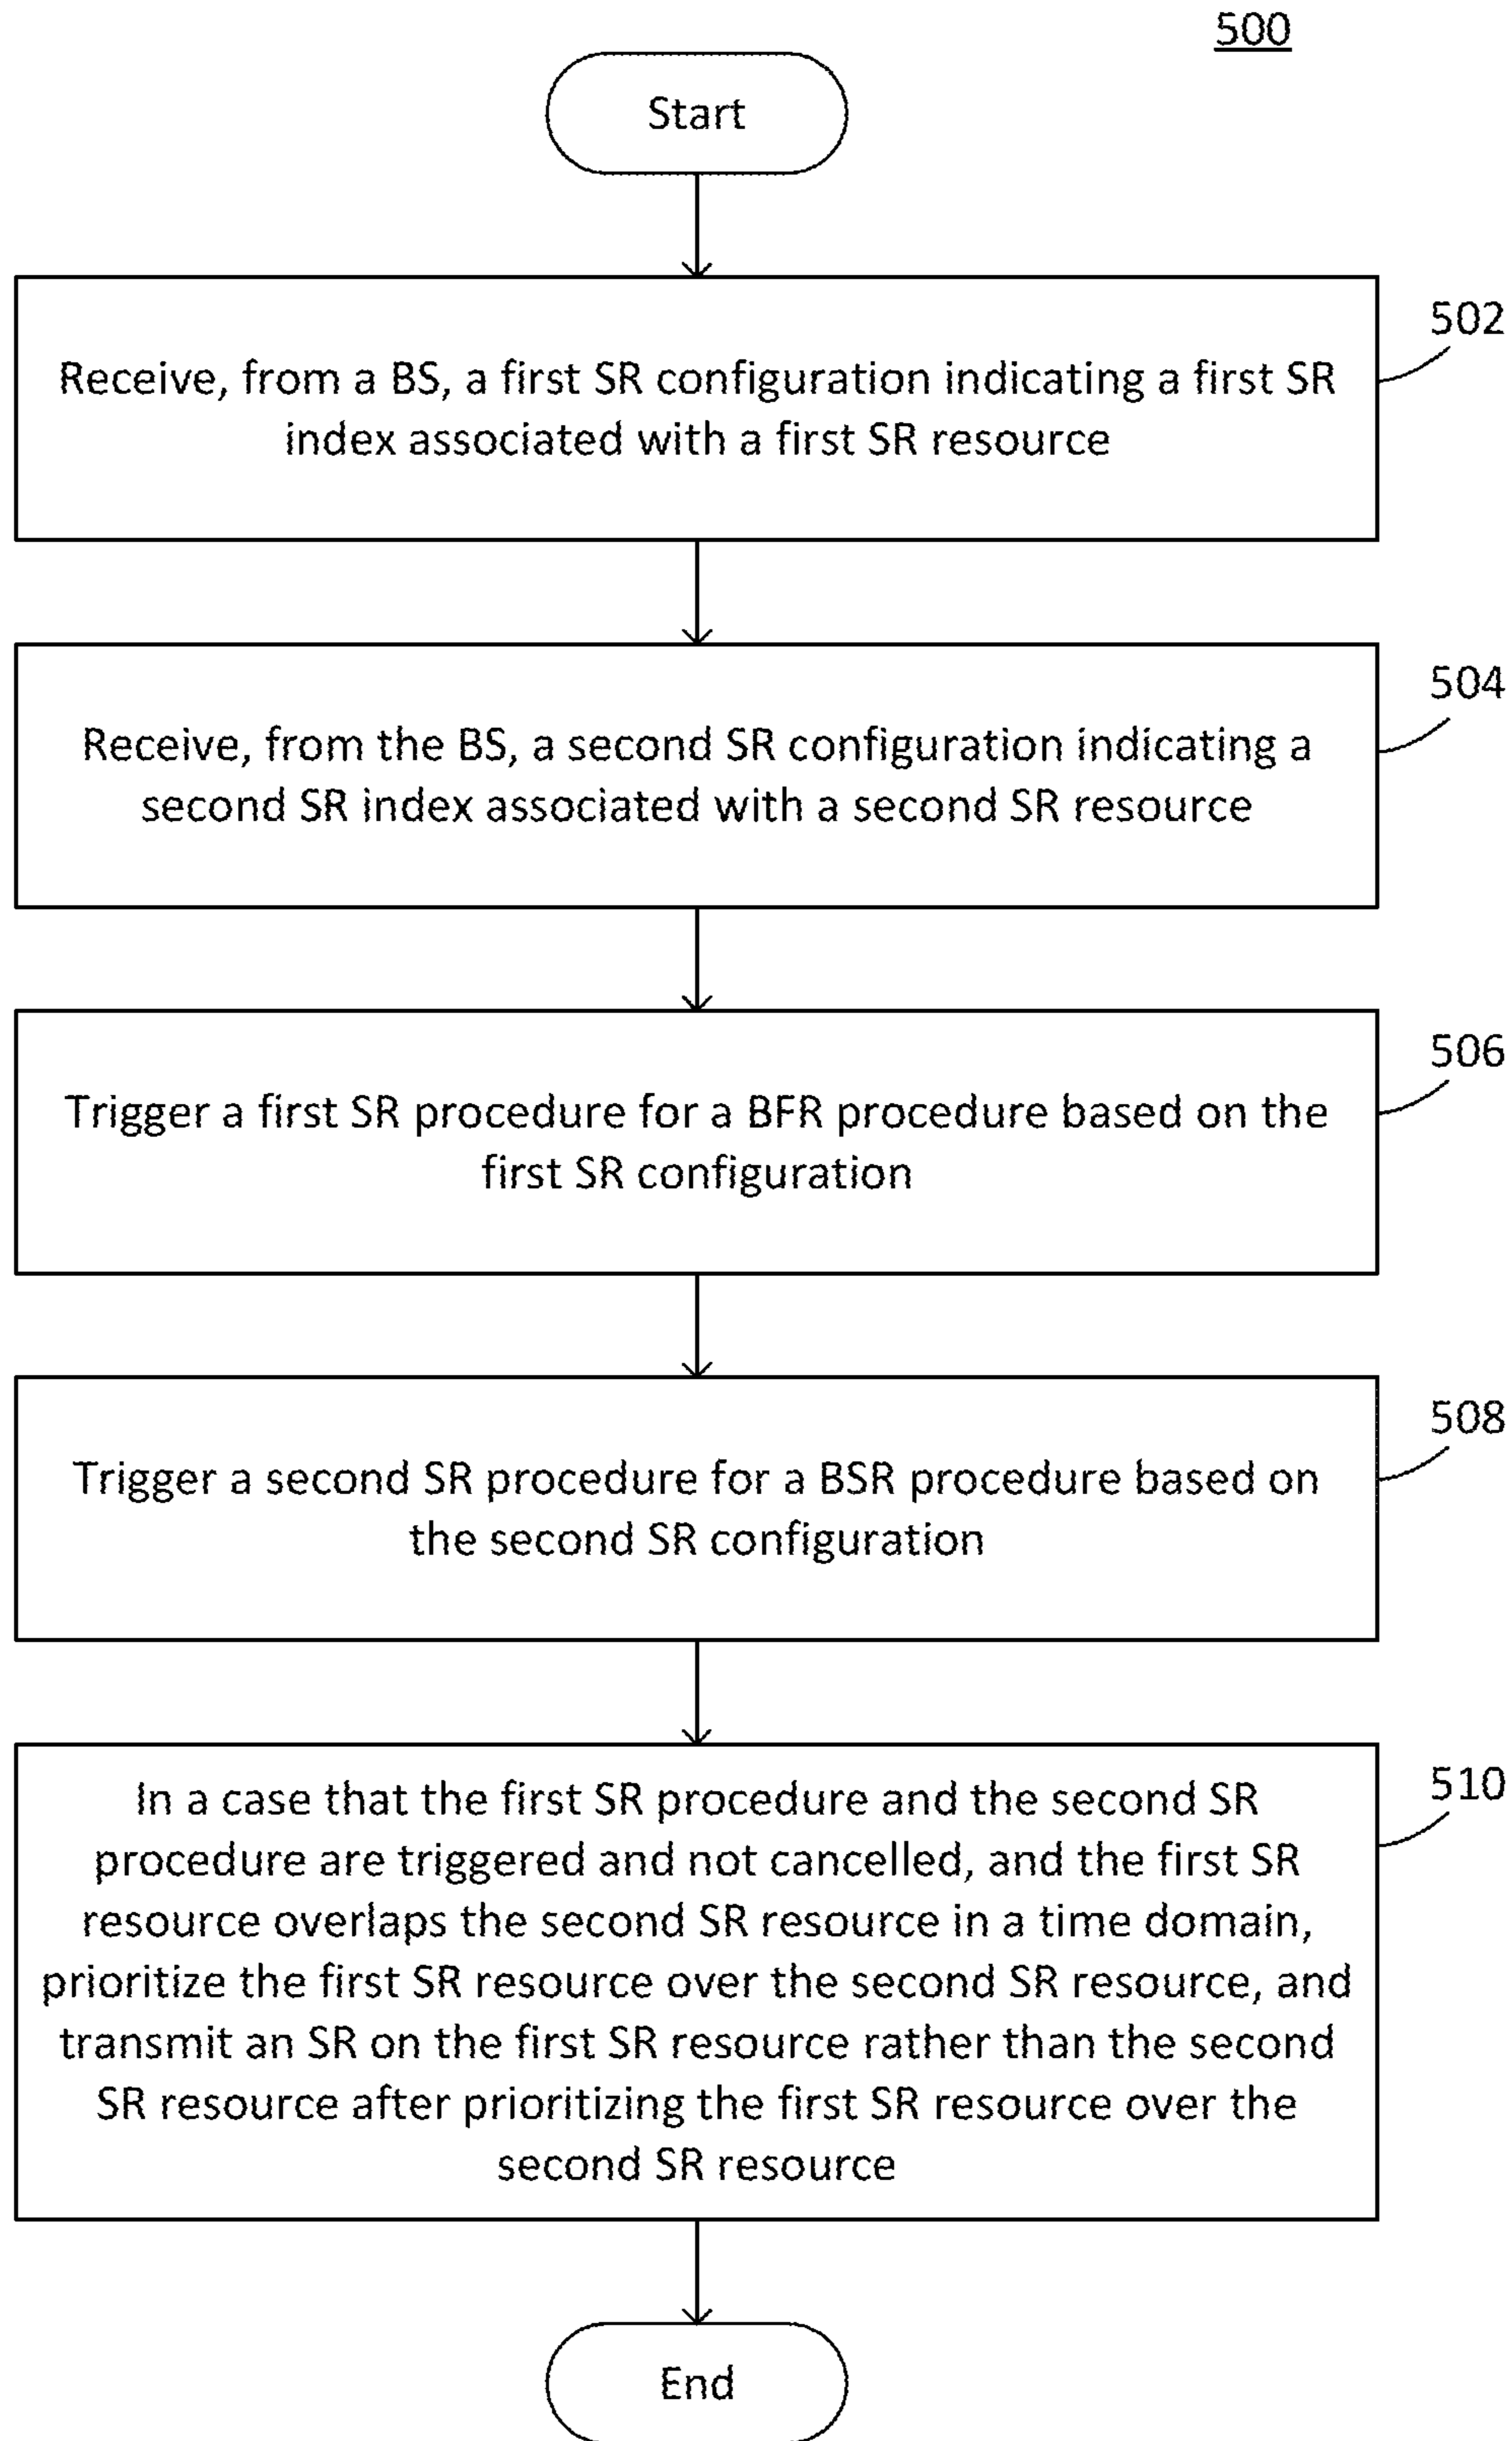 500
Start
502
Receive, from a BS, a first SR configuration indicating a first SR
index associated with a first SR resource
504
Receive, from the BS, a second SR configuration indicating a
second SR index associated with a second SR resource
506
Trigger a first SR procedure for a BFR procedure based on the
first SR configuration
508
Trigger a second SR procedure for a BSR procedure based on
the second SR configuration
510
In a case that the first SR procedure and the second SR
procedure are triggered and not cancelled, and the first SR
resource overlaps the second SR resource in a time domain,
prioritize the first SR resource over the second SR resource, and
transmit an SR on the first SR resource rather than the second
SR resource after prioritizing the first SR resource over the
second SR resource
End